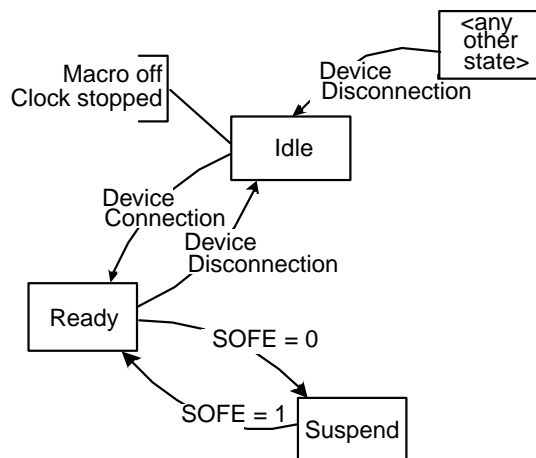 <any
other
state>
Macro off
Clock stopped
Device
Disconnection
Idle
Device
Connection
Device
Disconnection
Ready
SOFE = 0
SOFE = 1
Suspend